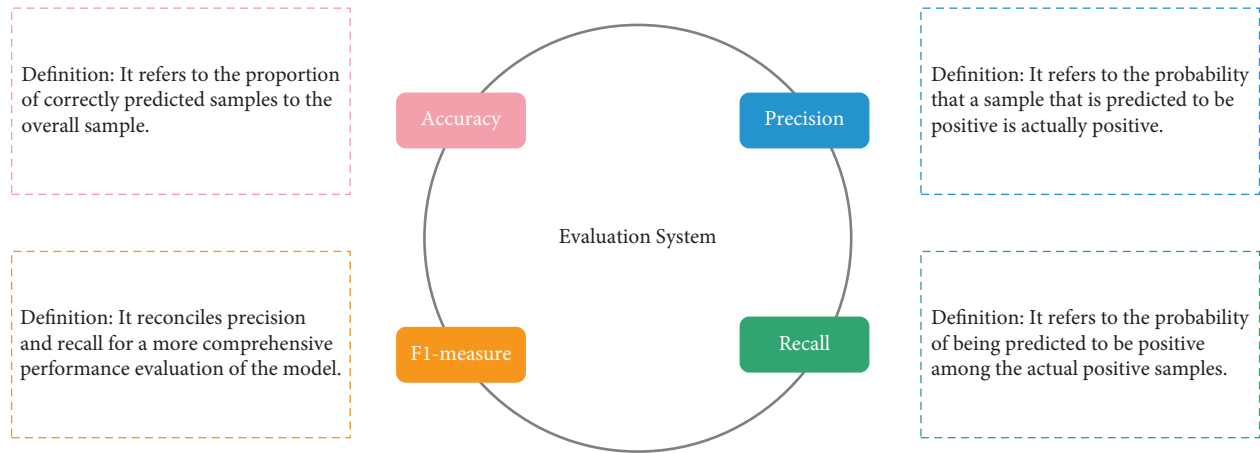 Definition: It refers to the proportion
of correctly predicted samples to the
overall sample.
Accuracy
Precision
Definition: It refers to the probability
that a sample that is predicted to be
positive is actually positive.
Evaluation System
Definition: It reconciles precision
and recall for a more comprehensive
performance evaluation of the model.
F1-measure
Recall
Definition: It refers to the probability
of being predicted to be positive
among the actual positive samples.